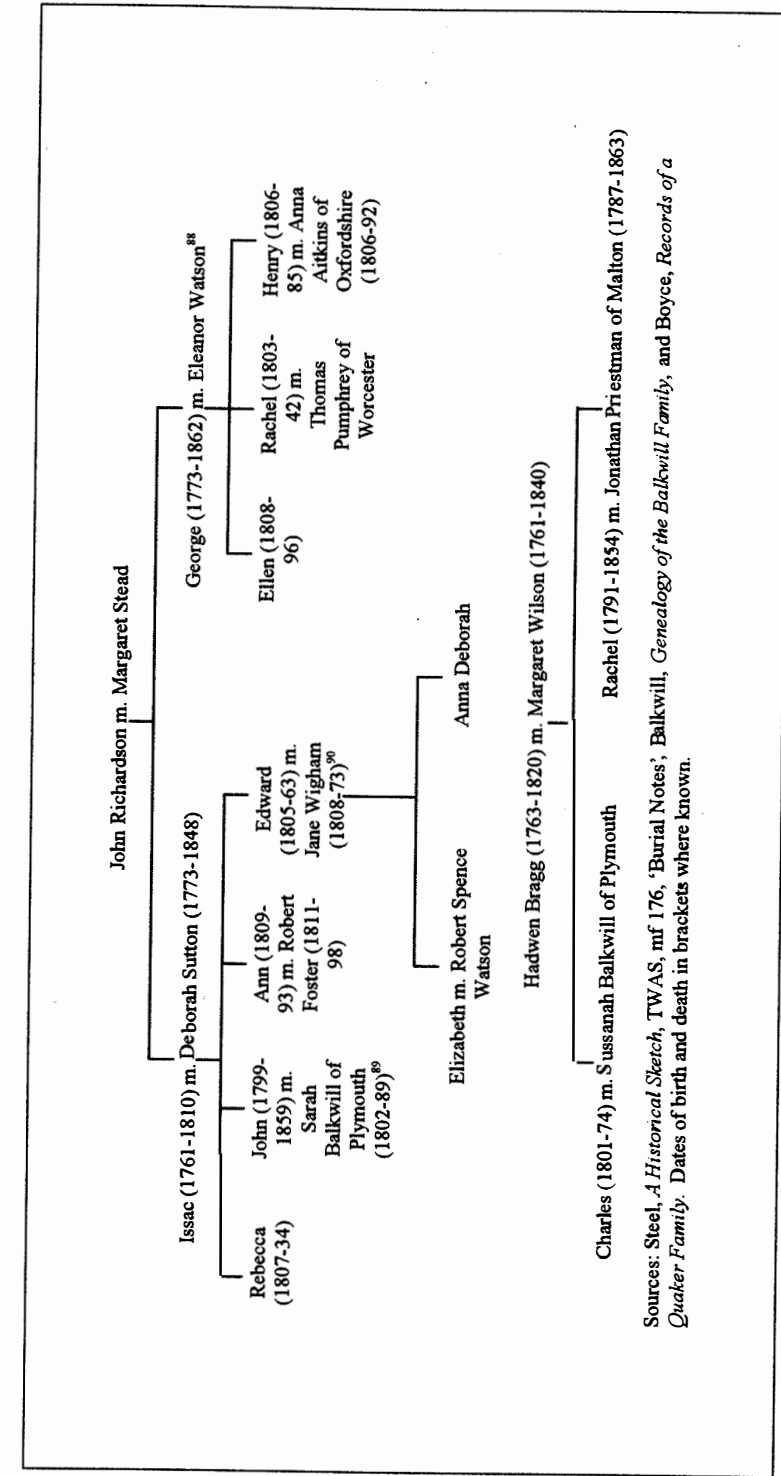 John Richardson m. Margaret Stead
Issac (1761-1810) m. Deborah Sutton (1773-1848)
George (1773-1862) m. Eleanor Watson⁸⁸
Rebecca
(1807-34)
John (1799-
1859) m.
Sarah
Balkwill of
Plymouth
(1802-89)⁸⁹
Ann (1809-
93) m. Robert
Foster (1811-
98)
Edward
(1805-63) m.
Jane Wigham
(1808-73)⁹⁰
Ellen (1808-
96)
Rachel (1803-
42) m.
Thomas
Pumphrey of
Worcester
Henry (1806-
85) m. Anna
Aitkins of
Oxfordshire
(1806-92)
Elizabeth m. Robert Spence
Watson
Anna Deborah
Hadwen Bragg (1763-1820) m. Margaret Wilson (1761-1840)
Charles (1801-74) m. Sussanah Balkwill of Plymouth
Rachel (1791-1854) m. Jonathan Priestman of Malton (1787-1863)
Sources: Steel, A Historical Sketch, TWAS, mf 176, ‘Burial Notes’, Balkwill, Genealogy of the Balkwill Family, and Boyce, Records of a
Quaker Family. Dates of birth and death in brackets where known.